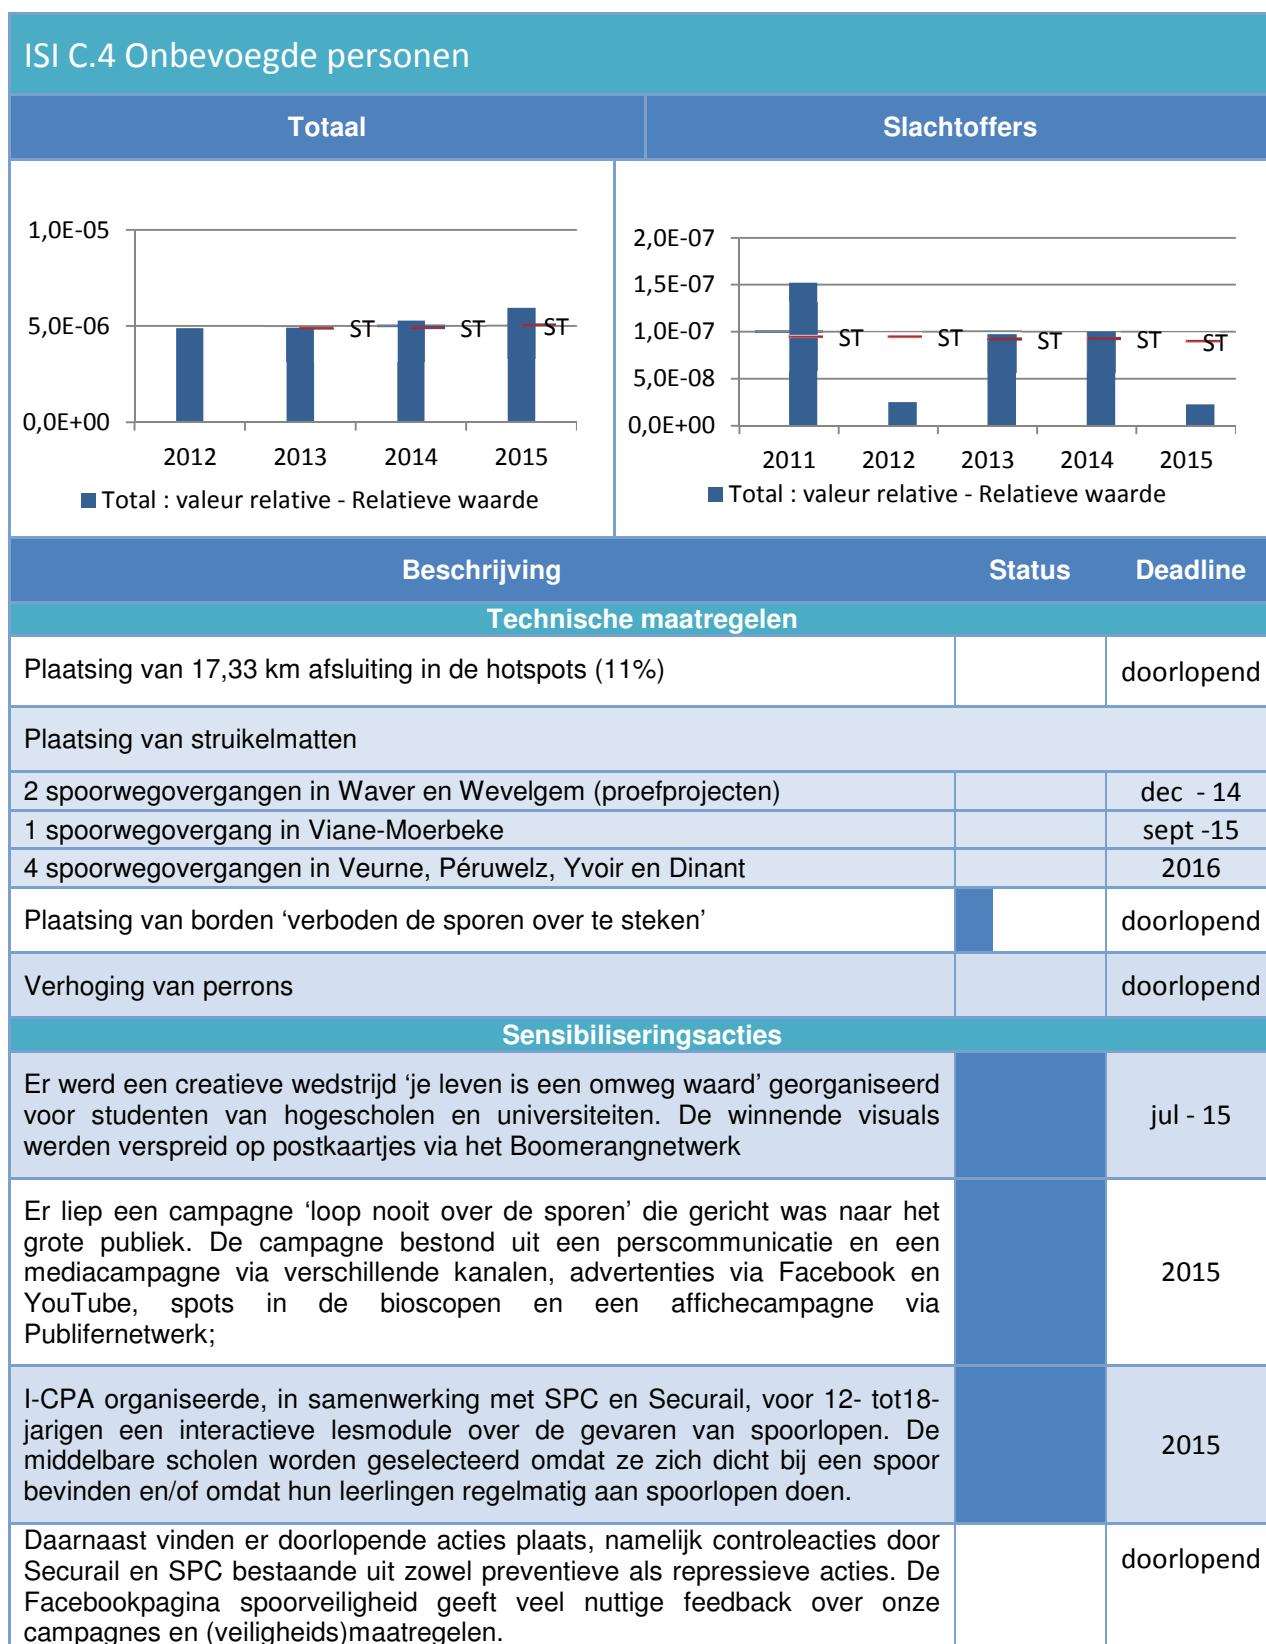 ISI C.4 Onbevoegde personen
Totaal
Slachtoffers
1,0E-05
5,0E-06
0,0E+00
ST
ST
ST
2012 2013 2014 2015
Total : valeur relative - Relatieve waarde
2,0E-07
1,5E-07
1,0E-07
5,0E-08
0,0E+00
ST
ST
ST
ST
ST
2011 2012 2013 2014 2015
Total : valeur relative - Relatieve waarde
Beschrijving Status Deadline
Technische maatregelen
Plaatsing van 17,33 km afsluiting in de hotspots (11%) doorlopend
Plaatsing van struikelmatten
2 spoorwegovergangen in Waver en Wevelgem (proefprojecten) dec - 14
1 spoorwegovergang in Viane-Moerbeke sept -15
4 spoorwegovergangen in Veurne, Péruwelz, Yvoir en Dinant 2016
Plaatsing van borden ‘verboden de sporen over te steken’ doorlopend
Verhoging van perrons doorlopend
Sensibiliseringsacties
Er werd een creatieve wedstrijd ‘je leven is een omweg waard’ georganiseerd
voor studenten van hogescholen en universiteiten. De winnende visuals
werden verspreid op postkaartjes via het Boomerangnetwerk
jul - 15
Er liep een campagne ‘loop nooit over de sporen’ die gericht was naar het
grote publiek. De campagne bestond uit een perscommunicatie en een
mediacampagne via verschillende kanalen, advertenties via Facebook en
YouTube, spots in de bioscopen en een affichecampagne via
Publifernetwerk;
2015
I-CPA organiseerde, in samenwerking met SPC en Securail, voor 12- tot18-
jarigen een interactieve lesmodule over de gevaren van spoorlopen. De
middelbare scholen worden geselecteerd omdat ze zich dicht bij een spoor
bevinden en/of omdat hun leerlingen regelmatig aan spoorlopen doen.
2015
Daarnaast vinden er doorlopende acties plaats, namelijk controleacties door
Securail en SPC bestaande uit zowel preventieve als repressieve acties. De
Facebookpagina spoorveiligheid geeft veel nuttige feedback over onze
campagnes en (veiligheids)maatregelen.
doorlopend